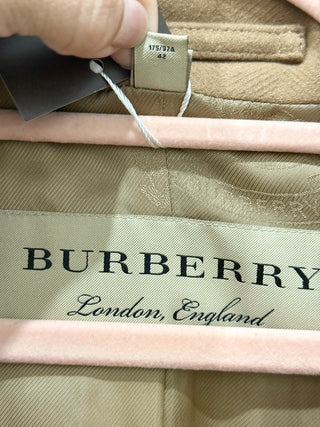 175/92A
42
BURBERRY
London, England